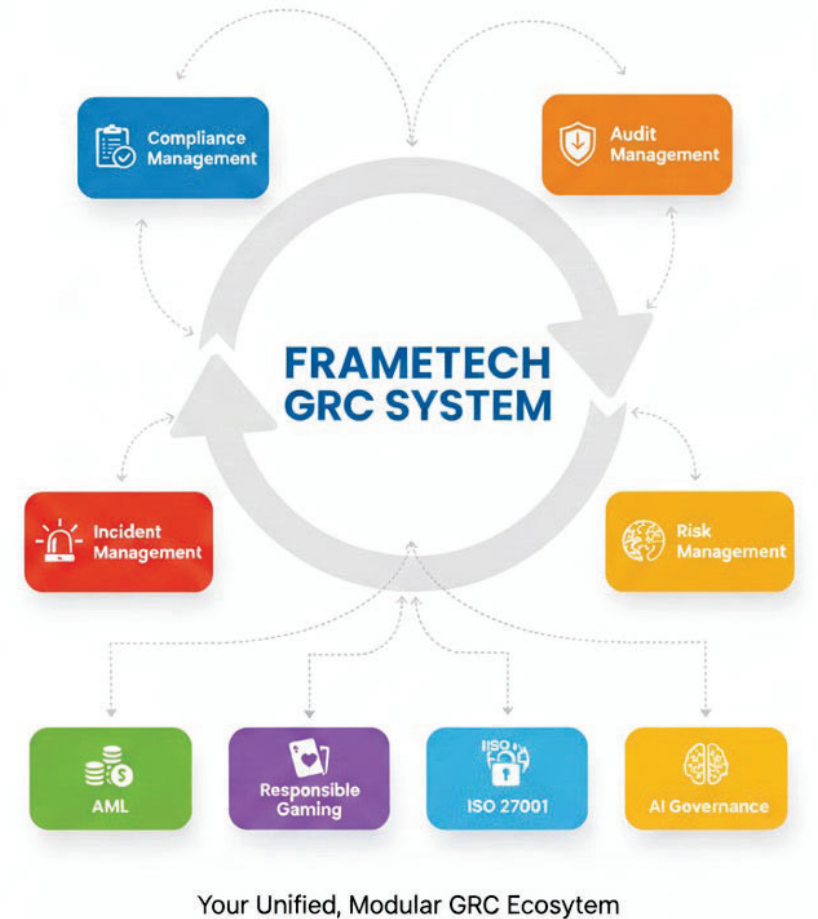 Compliance
Management
Audit
Management
FRAMETECH
GRC SYSTEM
Incident
Management
Risk
Management
AML
Responsible
Gaming
IISO
ISO 27001
AI Governance
Your Unified, Modular GRC Ecosytem